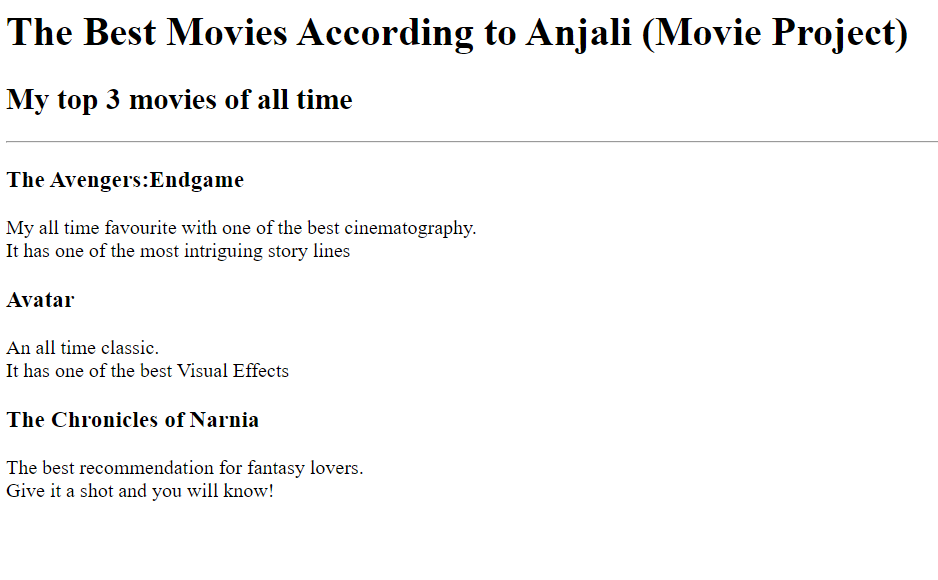 The Best Movies According to Anjali (Movie Project)
My top 3 movies of all time
The Avengers:Endgame
My all time favourite with one of the best cinematography.
It has one of the most intriguing story lines
Avatar
An all time classic.
It has one of the best Visual Effects
The Chronicles of Narnia
The best recommendation for fantasy lovers.
Give it a shot and you will know!